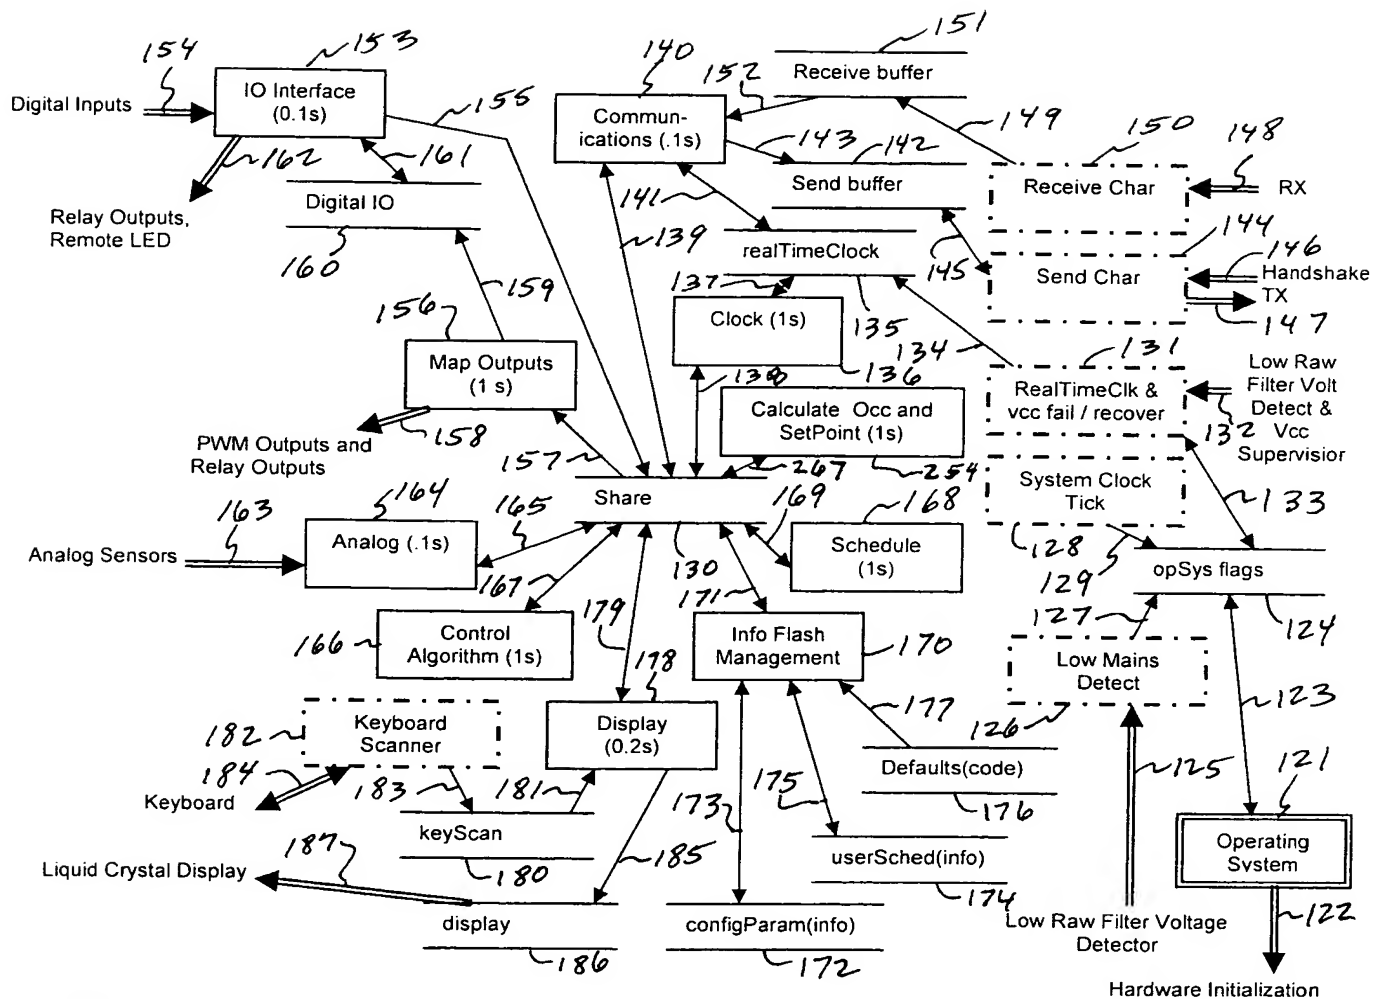 154
153
140
151
IO Interface
(0.1s)
155
152
Receive buffer
Digital Inputs
Commun-
ications (.1s)
143
142
149
150
148
162
161
Receive Char
RX
Digital IO
141
Send buffer
144
Relay Outputs,
Remote LED
160
139
realTimeClock
145
146
Send Char
Handshake
TX
159
137
147
156
Clock (1s)
135
134
131
Map Outputs
(1 s)
138
136
RealTimeClk &
vcc fail / recover
Low Raw
Filter Volt
Detect &
Vcc
Supervisior
132
158
Calculate Occ and
SetPoint (1s)
PWM Outputs and
Relay Outputs
157
267
254
System Clock
Tick
133
163
164
165
Share
169
168
Analog Sensors
Analog (.1s)
Schedule
(1s)
128
129
opSys flags
167
130
171
127
124
179
166
Control
Algorithm (1s)
Info Flash
Management
170
Low Mains
Detect
178
123
182
Keyboard
Scanner
Display
(0.2s)
177
126
184
Keyboard
183
181
Defaults(code)
125
121
173
175
176
keyScan
187
180
185
userSched(info)
Operating
System
Liquid Crystal Display
174
display
configParam(info)
Low Raw Filter Voltage
Detector
122
186
172
Hardware Initialization